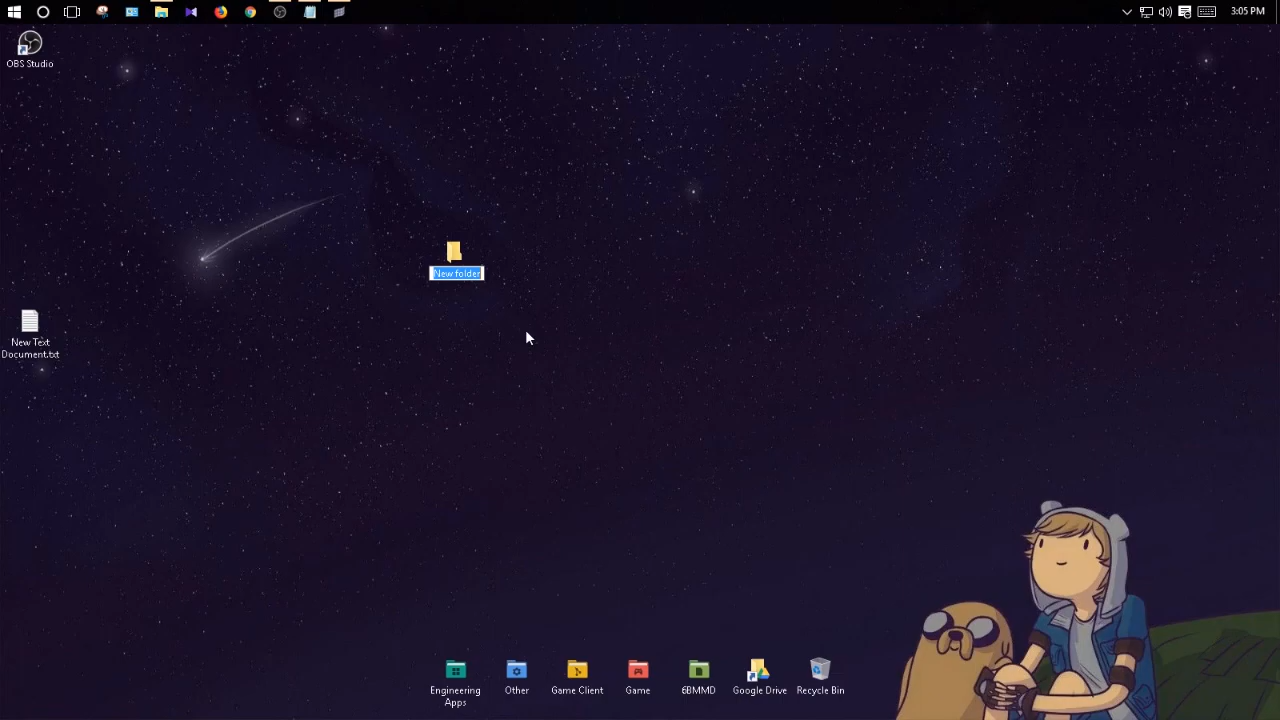 3:05 PM
OBS Studio
New folder
New Text
Document.txt
Engineering
Apps
Other
Game Client
Game
6BMMD
Google Drive
Recycle Bin